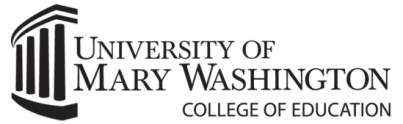 UNIVERSITY OF
MARY WASHINGTON
COLLEGE OF EDUCATION